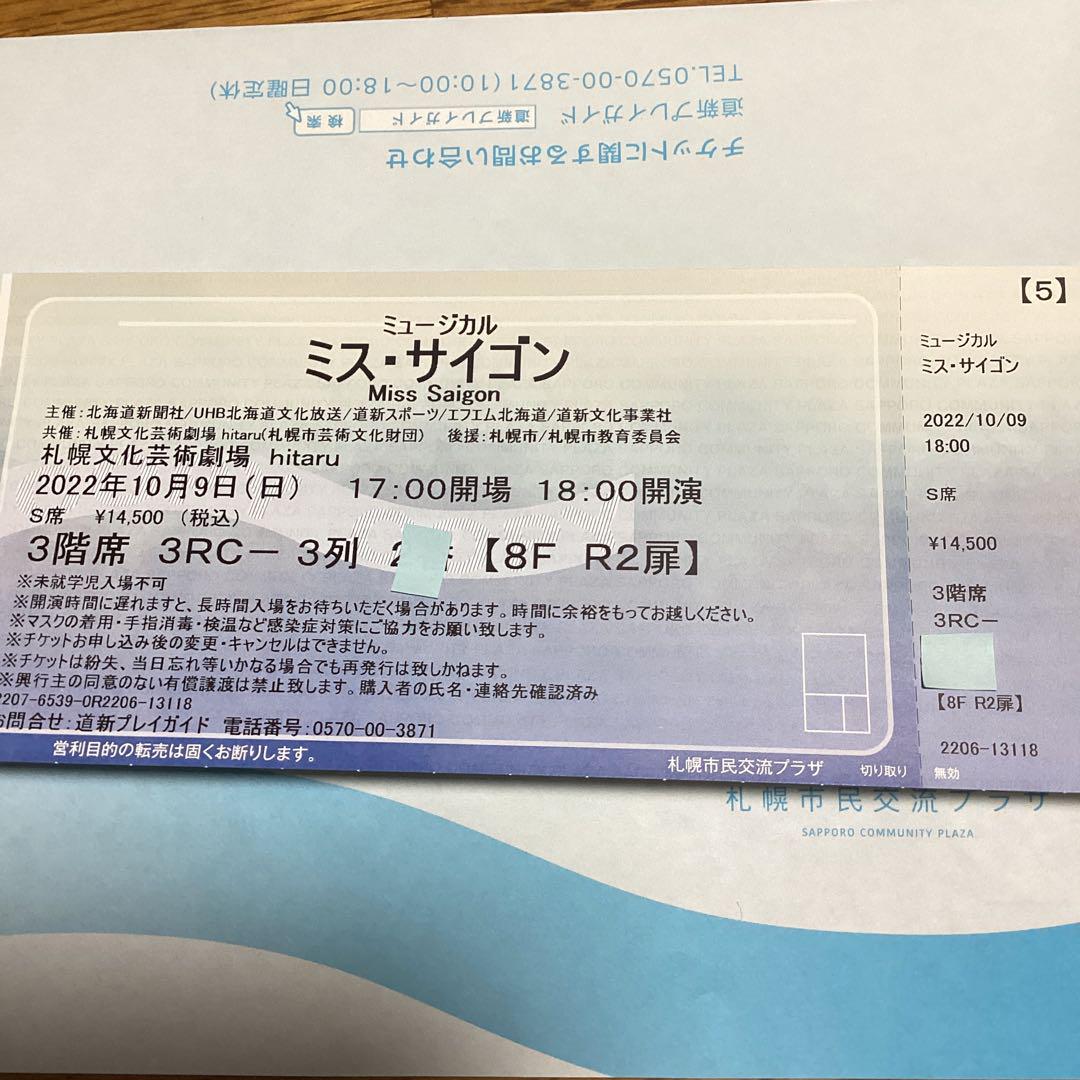 チケットに関するお問い合わせ
道新プレイガイド 道新プレイガイド 検索
TEL.0570-00-3871(10:00~18:00 日曜定休)
ミュージカル
ミス・サイゴン
Miss Saigon
主催:北海道新聞社/UHB北海道文化放送/道新スポーツ/エフエム北海道/道新文化事業社
共催:札幌文化芸術劇場 hitaru(札幌市芸術文化財団) 後援:札幌市/札幌市教育委員会
札幌文化芸術劇場 hitaru
2022年10月9日(日) 17:00開場 18:00開演
S席 ¥14,500 (税込)
3階席 3RC- 3列 【8F R2扉】
※未就学児入場不可
※開演時間に遅れますと、長時間入場をお待ちいただく場合があります。時間に余裕をもってお越しください。
※マスクの着用・手指消毒・検温など感染症対策にご協力をお願い致します。
※チケットお申し込み後の変更・キャンセルはできません。
※チケットは紛失、当日忘れ等いかなる場合でも再発行は致しかねます。
※興行主の同意のない有償譲渡は禁止致します。購入者の氏名・連絡先確認済み
2207-6539-0R2206-13118
お問合せ:道新プレイガイド 電話番号:0570-00-3871
営利目的の転売は固くお断りします。
札幌市民交流プラザ 切り取り 無効
【5】
ミュージカル
ミス・サイゴン
2022/10/09
18:00
S席
¥14,500
3階席
3RC-
【8F R2扉】
2206-13118
札幌市民交流プラザ
SAPPORO COMMUNITY PLAZA